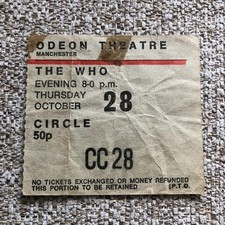 ODEON THEATRE
MANCHESTER
THE WHO
EVENING 8-0 p.m.
THURSDAY
OCTOBER 28
CIRCLE
50p
CC 28
NO TICKETS EXCHANGED OR MONEY REFUNDED
THIS PORTION TO BE RETAINED (P.T.O.)